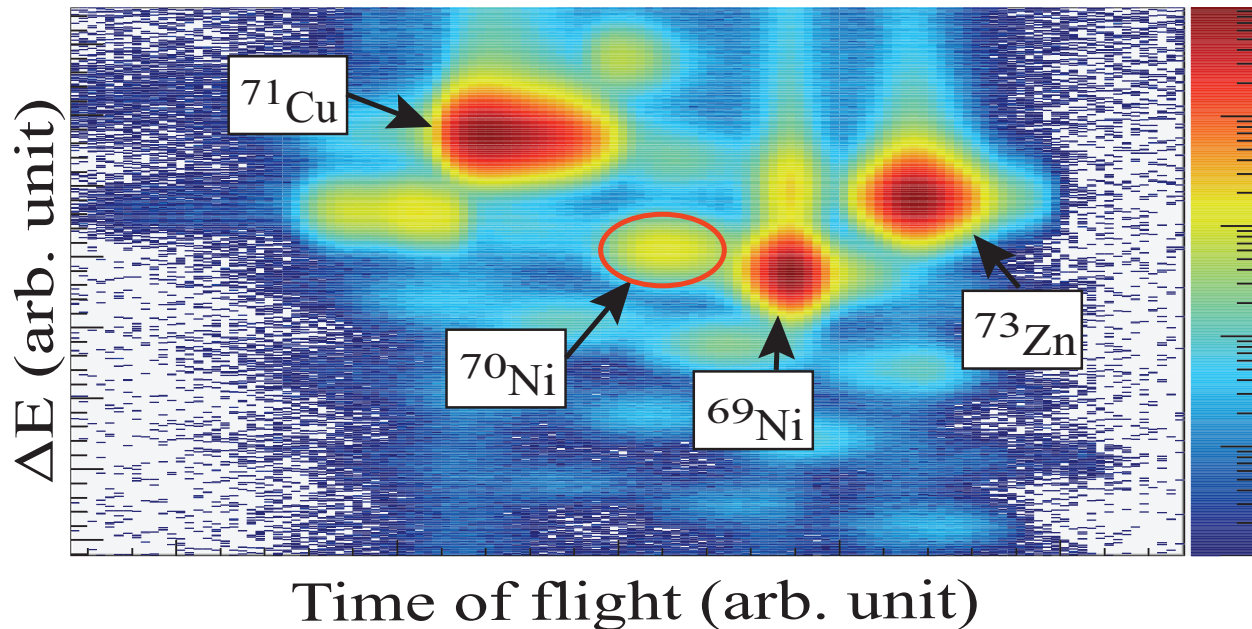 ΔE (arb. unit)
⁷¹Cu
⁷⁰Ni
⁶⁹Ni
⁷³Zn
Time of flight (arb. unit)